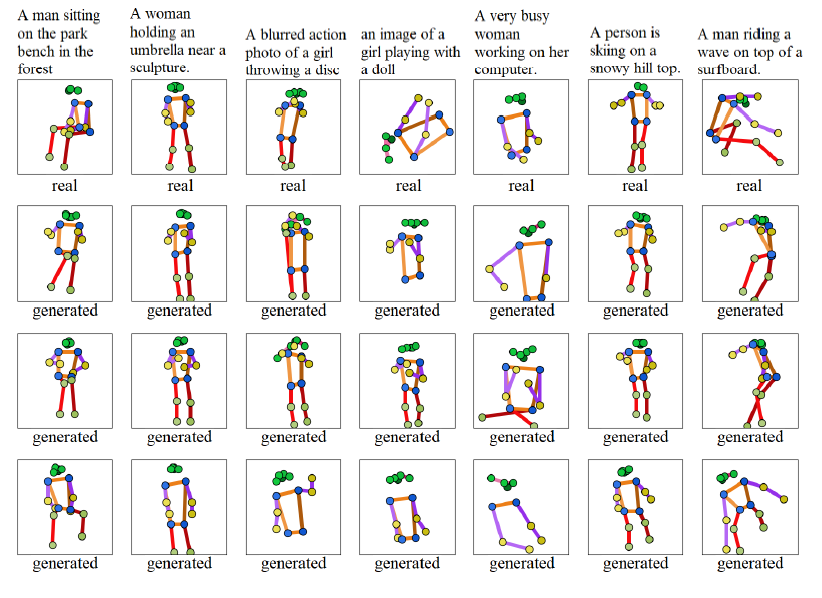 A man sitting
on the park
bench in the
forest
A woman
holding an
umbrella near a
sculpture.
A blurred action
photo of a girl
throwing a disc
an image of a
girl playing with
a doll
A very busy
woman
working on her
computer.
A person is
skiing on a
snowy hill top.
A man riding a
wave on top of a
surfboard.
real real real real real real real
generated generated generated generated generated generated generated
generated generated generated generated generated generated generated
generated generated generated generated generated generated generated